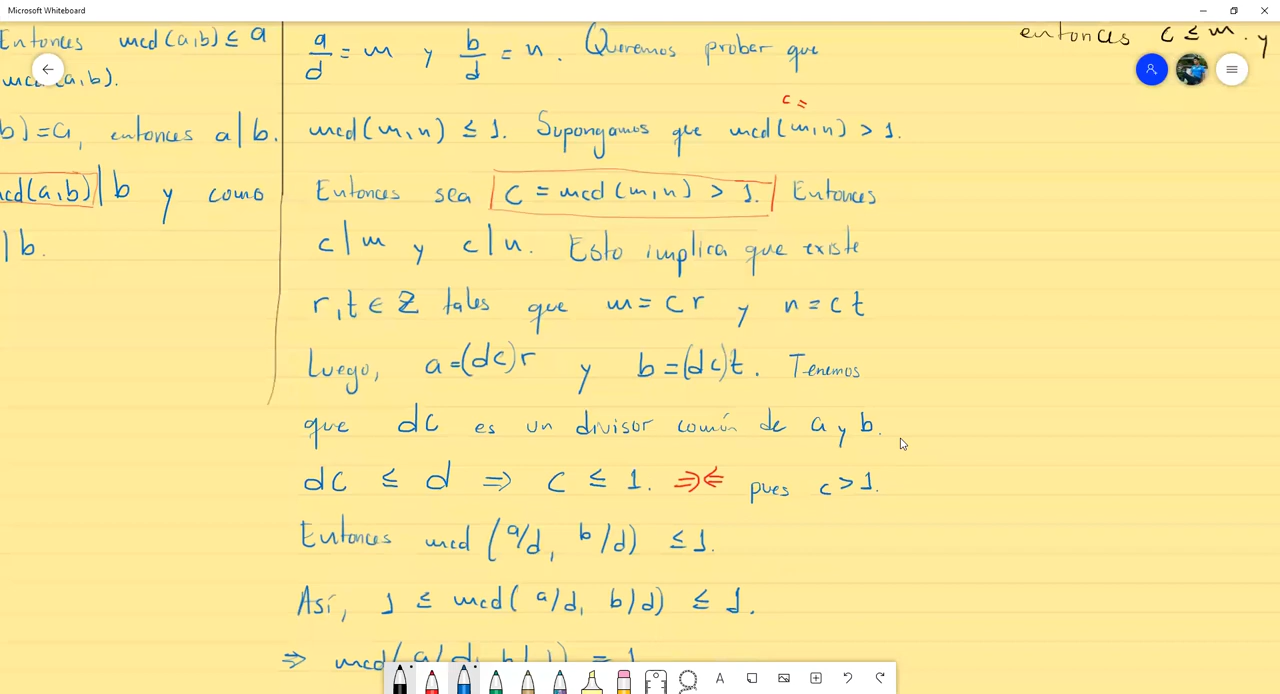 Microsoft Whiteboard
Entonces mcd(a,b) ≤ a
mcd(a,b).
b) = a, entonces a|b.
mcd(a,b)|b y como
|b.
a/d = m y b/d = n. Queremos probar que
c =
mcd(m,n) ≤ 1. Supongamos que mcd(m,n) > 1.
Entonces sea c = mcd(m,n) > 1. Entonces
c|m y c|n. Esto implica que existe
r,t ∈ Z tales que m = c r y n = c t
Luego, a = (dc)r y b = (dc)t. Tenemos
que dc es un divisor común de a y b.
dc ≤ d ⇒ c ≤ 1. ⇒⇐ pues c > 1.
Entonces mcd(a/d, b/d) ≤ 1.
Así, 1 ≤ mcd(a/d, b/d) ≤ 1.
⇒ mcd(a/d, b/d) = 1
entonces c ≤ m. y